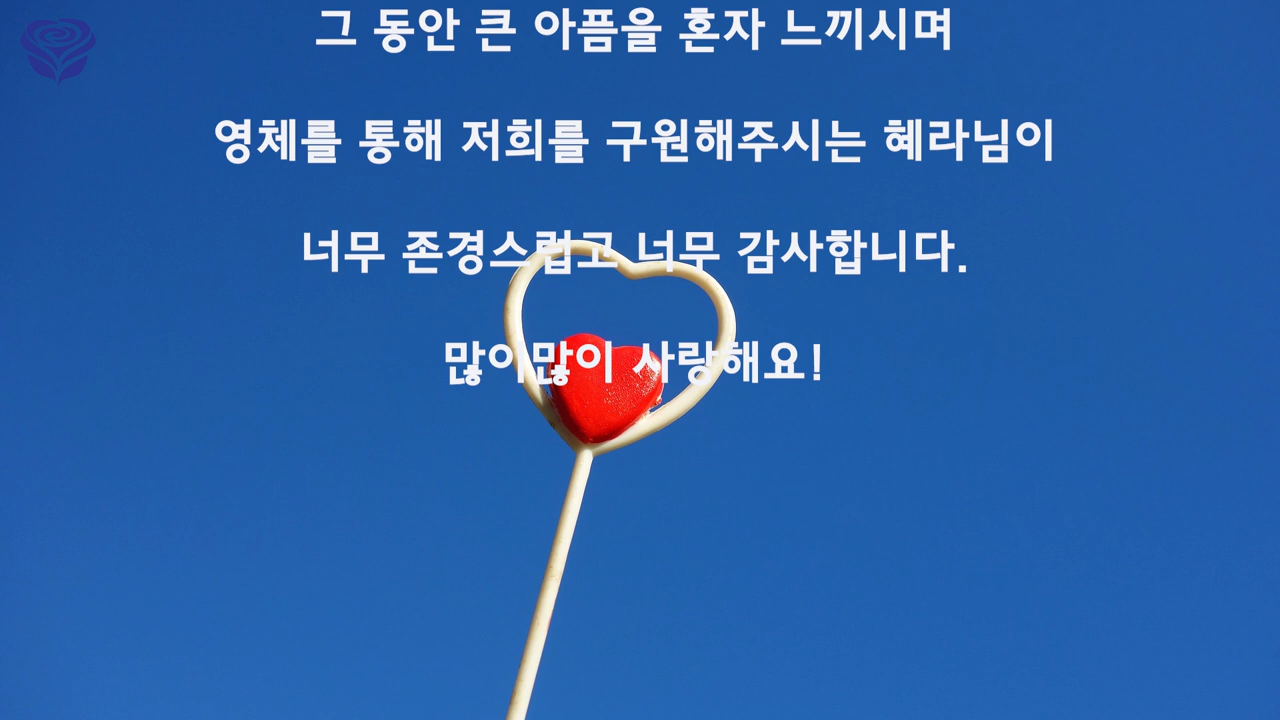 그 동안 큰 아픔을 혼자 느끼시며
영체를 통해 저희를 구원해주시는 혜라님이
너무 존경스럽고 너무 감사합니다.
많이많이 사랑해요!